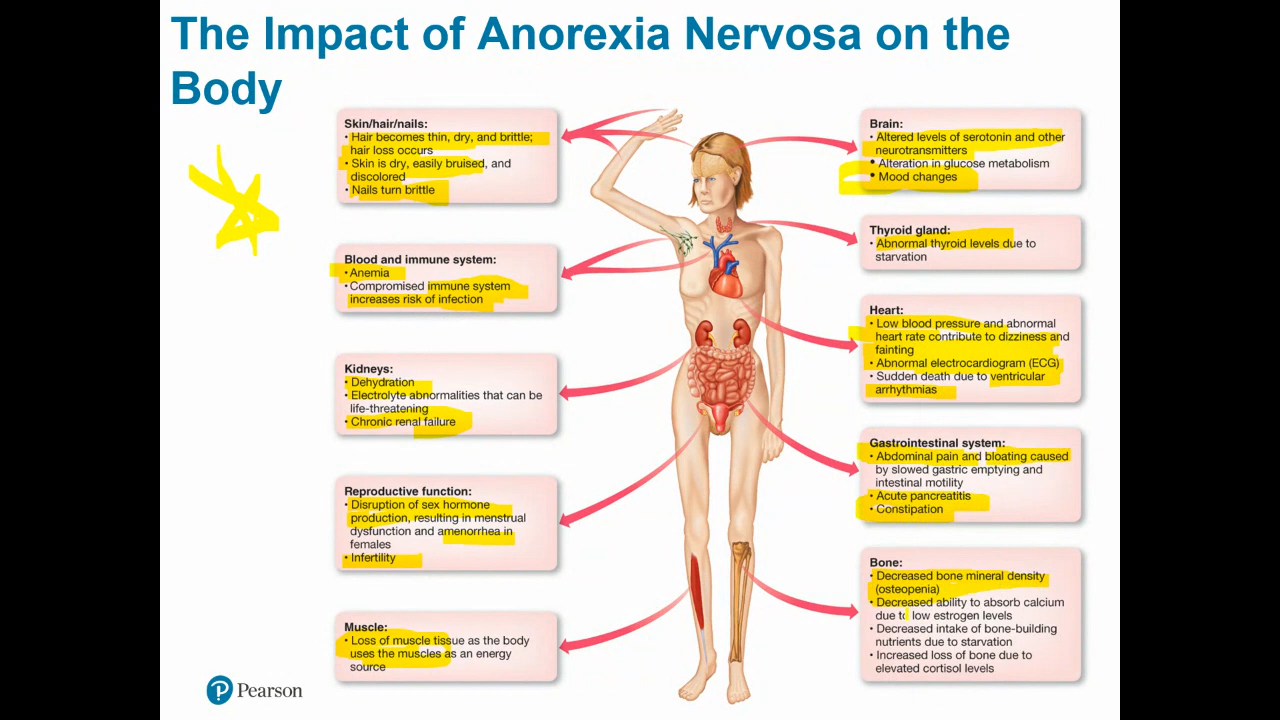 The Impact of Anorexia Nervosa on the
Body
Skin/hair/nails:
• Hair becomes thin, dry, and brittle;
hair loss occurs
• Skin is dry, easily bruised, and
discolored
• Nails turn brittle
Blood and immune system:
• Anemia
• Compromised immune system
increases risk of infection
Kidneys:
• Dehydration
• Electrolyte abnormalities that can be
life-threatening
• Chronic renal failure
Reproductive function:
• Disruption of sex hormone
production, resulting in menstrual
dysfunction and amenorrhea in
females
• Infertility
Muscle:
• Loss of muscle tissue as the body
uses the muscles as an energy
source
Brain:
• Altered levels of serotonin and other
neurotransmitters
• Alteration in glucose metabolism
• Mood changes
Thyroid gland:
• Abnormal thyroid levels due to
starvation
Heart:
• Low blood pressure and abnormal
heart rate contribute to dizziness and
fainting
• Abnormal electrocardiogram (ECG)
• Sudden death due to ventricular
arrhythmias
Gastrointestinal system:
• Abdominal pain and bloating caused
by slowed gastric emptying and
intestinal motility
• Acute pancreatitis
• Constipation
Bone:
• Decreased bone mineral density
(osteopenia)
• Decreased ability to absorb calcium
due to low estrogen levels
• Decreased intake of bone-building
nutrients due to starvation
• Increased loss of bone due to
elevated cortisol levels
Pearson